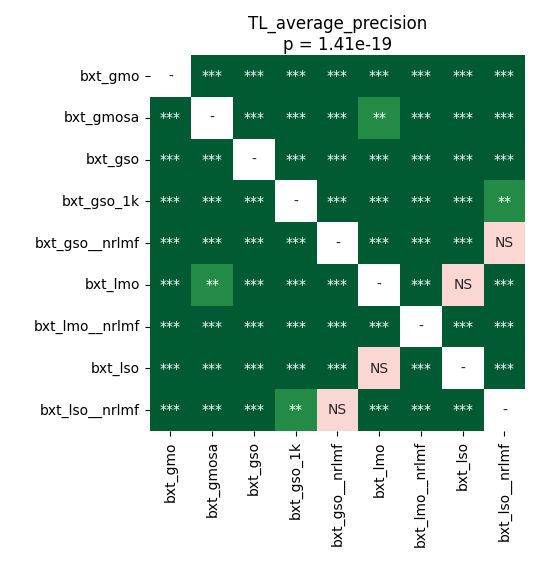 TL_average_precision
p = 1.41e-19
bxt_gmo - *** *** *** *** *** *** *** ***
bxt_gmosa *** - *** *** *** ** *** *** ***
bxt_gso *** *** - *** *** *** *** *** ***
bxt_gso_1k *** *** *** - *** *** *** *** **
bxt_gso__nrlmf *** *** *** *** - *** *** *** NS
bxt_lmo *** ** *** *** *** - *** NS ***
bxt_lmo__nrlmf *** *** *** *** *** *** - *** ***
bxt_lso *** *** *** *** *** NS *** - ***
bxt_lso__nrlmf *** *** *** ** NS *** *** *** -
bxt_gmo
bxt_gmosa
bxt_gso
bxt_gso_1k
bxt_gso__nrlmf
bxt_lmo
bxt_lmo__nrlmf
bxt_lso
bxt_lso__nrlmf